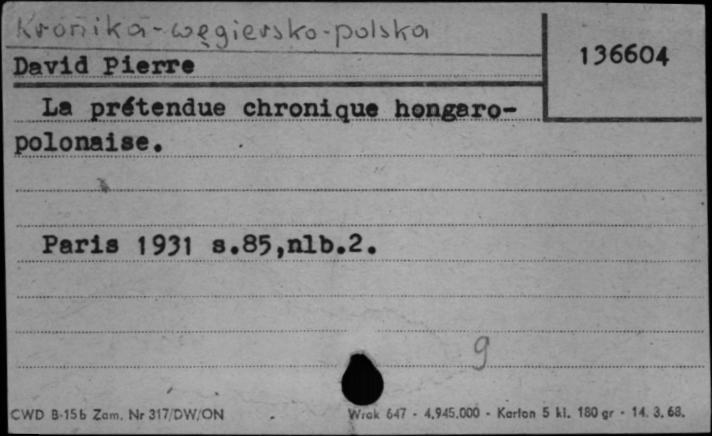 Kronika-węgiersko-polska
136604
David Pierre
La prétendue chronique hongaro-
polonaise.
Paris 1931 s.85,nlb.2.
9
CWD B-15b Zam. Nr 317/DW/ON
Wrak 647 - 4.945.000 - Karton 5 kl. 180 gr - 14. 3. 68.